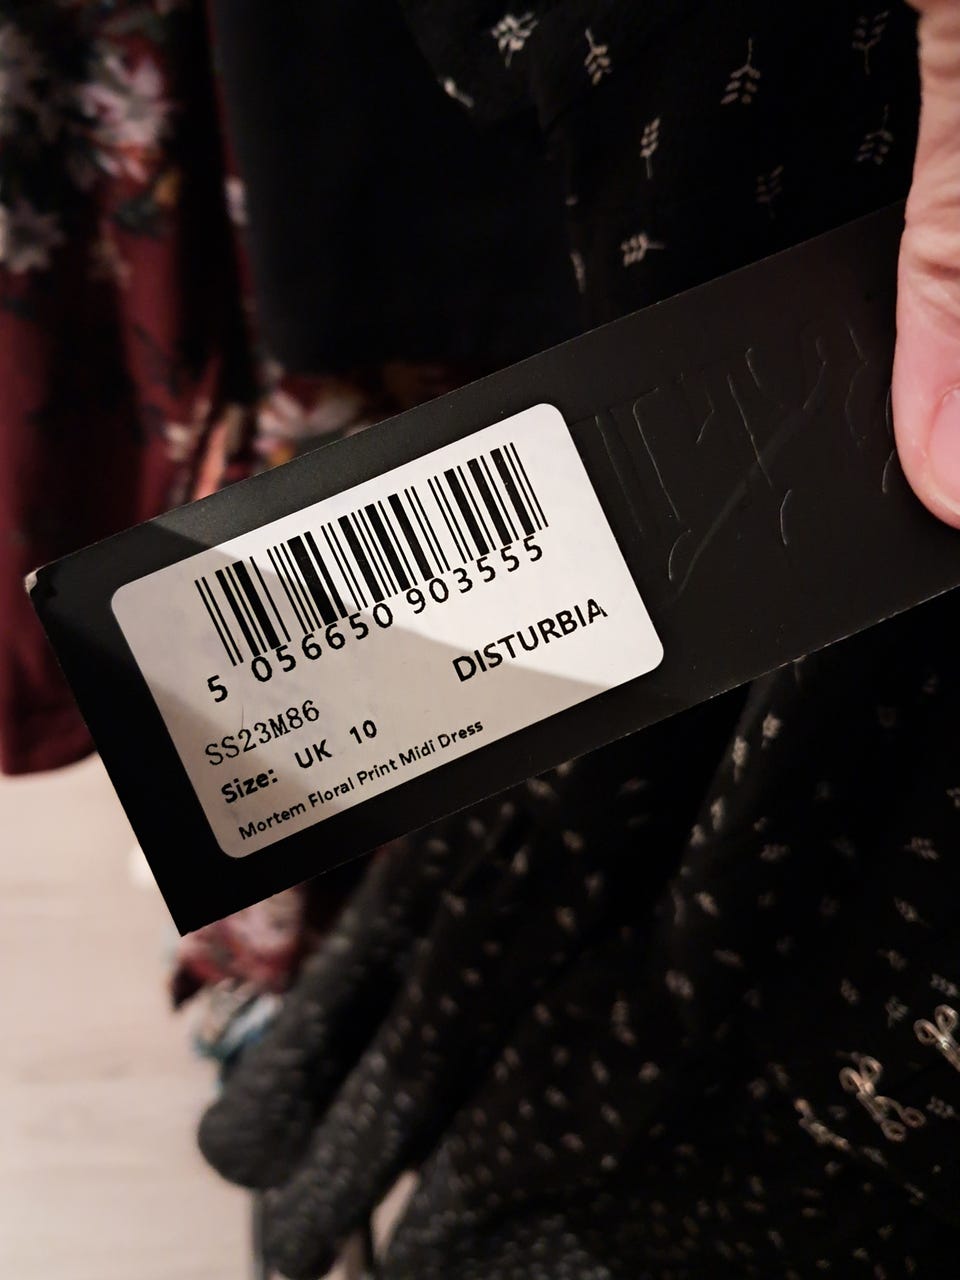 5 056650 903555
DISTURBIA
SS23M86
Size: UK 10
Mortem Floral Print Midi Dress